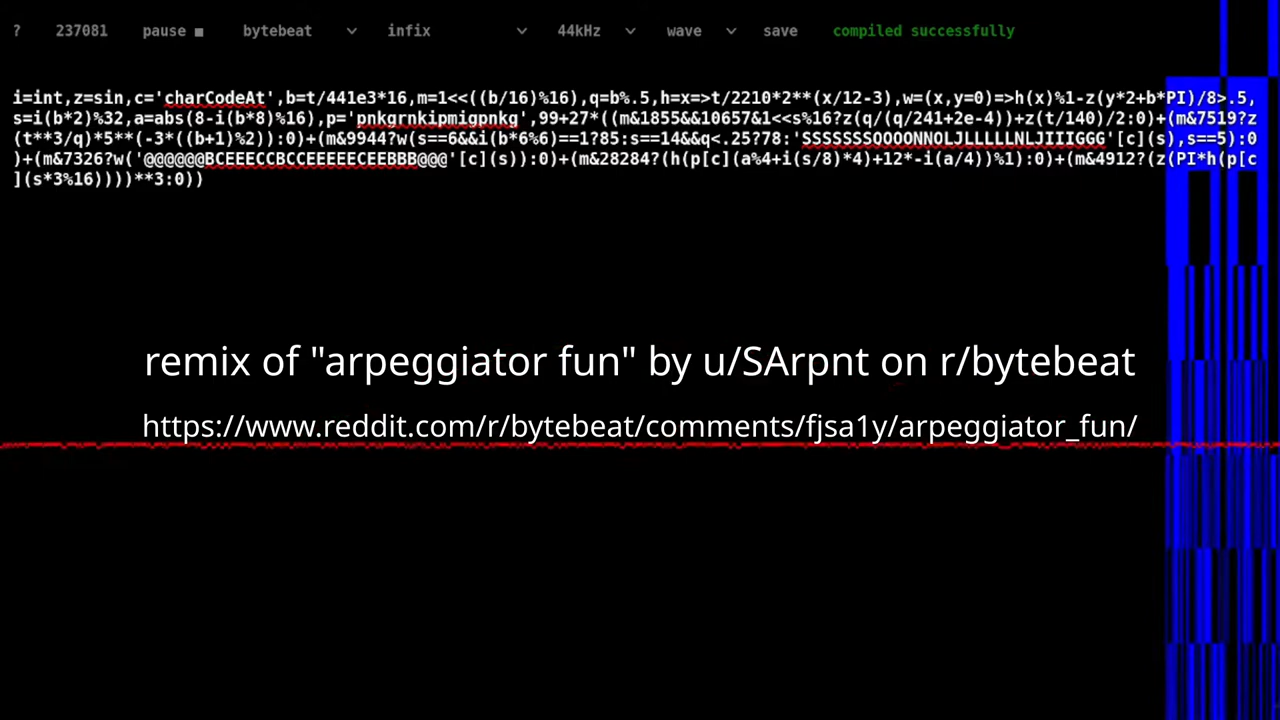 ? 237081 pause ■ bytebeat infix 44kHz wave save compiled successfully
i=int,z=sin,c='charCodeAt',b=t/441e3*16,m=1<<((b/16)%16),q=b%.5,h=x=>t/2210*2**(x/12-3),w=(x,y=0)=>h(x)%1-z(y*2+b*PI)/8>.5,
s=i(b*2)%32,a=abs(8-i(b*8)%16),p='pnkgrnkipmigpnkg',99+27*((m&1855&&10657&1<<s%16?z(q/(q/241+2e-4))+z(t/140)/2:0)+(m&7519?z
(t**3/q)*5**(-3*((b+1)%2)):0)+(m&9944?w(s==6&&i(b*6%6)==1?85:s==14&&q<.25?78:'SSSSSSSOOOONNOLJLLLLLNLJIIIGGG'[c](s),s==5):0
)+(m&7326?w('@@@@@@BCEEECCBCCEEEEECEEBBB@@@'[c](s)):0)+(m&28284?(h(p[c](a%4+i(s/8)*4)+12*-i(a/4))%1):0)+(m&4912?(z(PI*h(p[c
](s*3%16))))**3:0))
remix of "arpeggiator fun" by u/SArpnt on r/bytebeat
https://www.reddit.com/r/bytebeat/comments/fjsa1y/arpeggiator_fun/